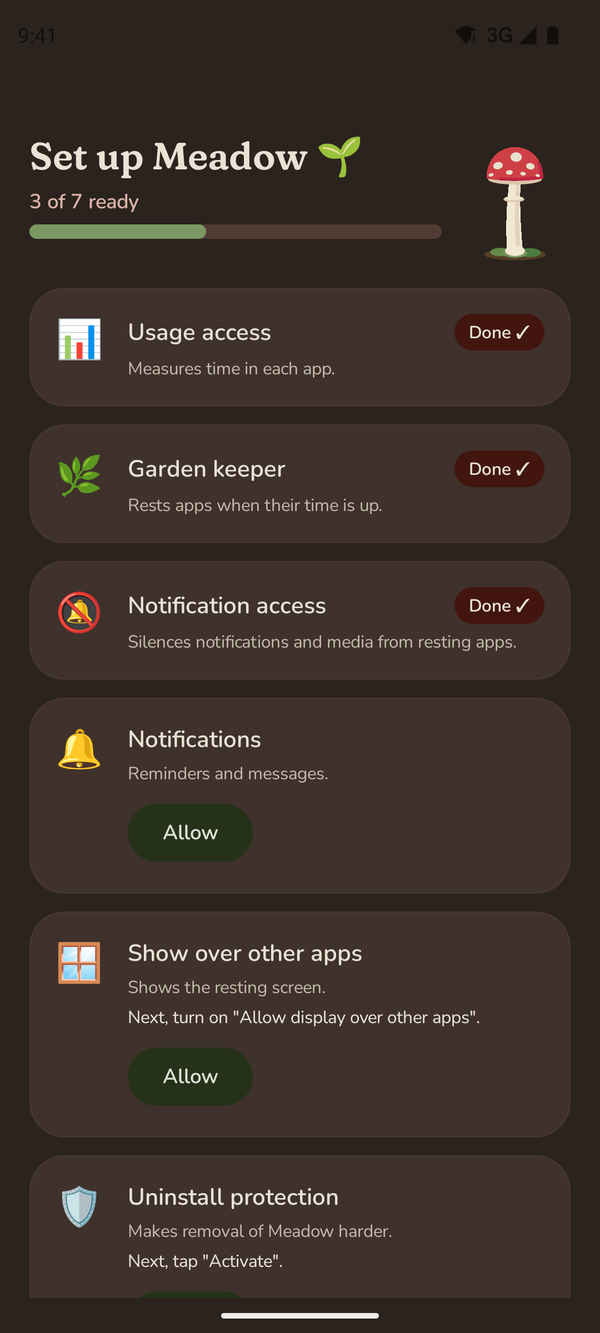 9:41
3G
Set up Meadow 🌱
3 of 7 ready
Usage access
Done ✓
Measures time in each app.
Garden keeper
Done ✓
Rests apps when their time is up.
Notification access
Done ✓
Silences notifications and media from resting apps.
Notifications
Reminders and messages.
Allow
Show over other apps
Shows the resting screen.
Next, turn on "Allow display over other apps".
Allow
Uninstall protection
Makes removal of Meadow harder.
Next, tap "Activate".